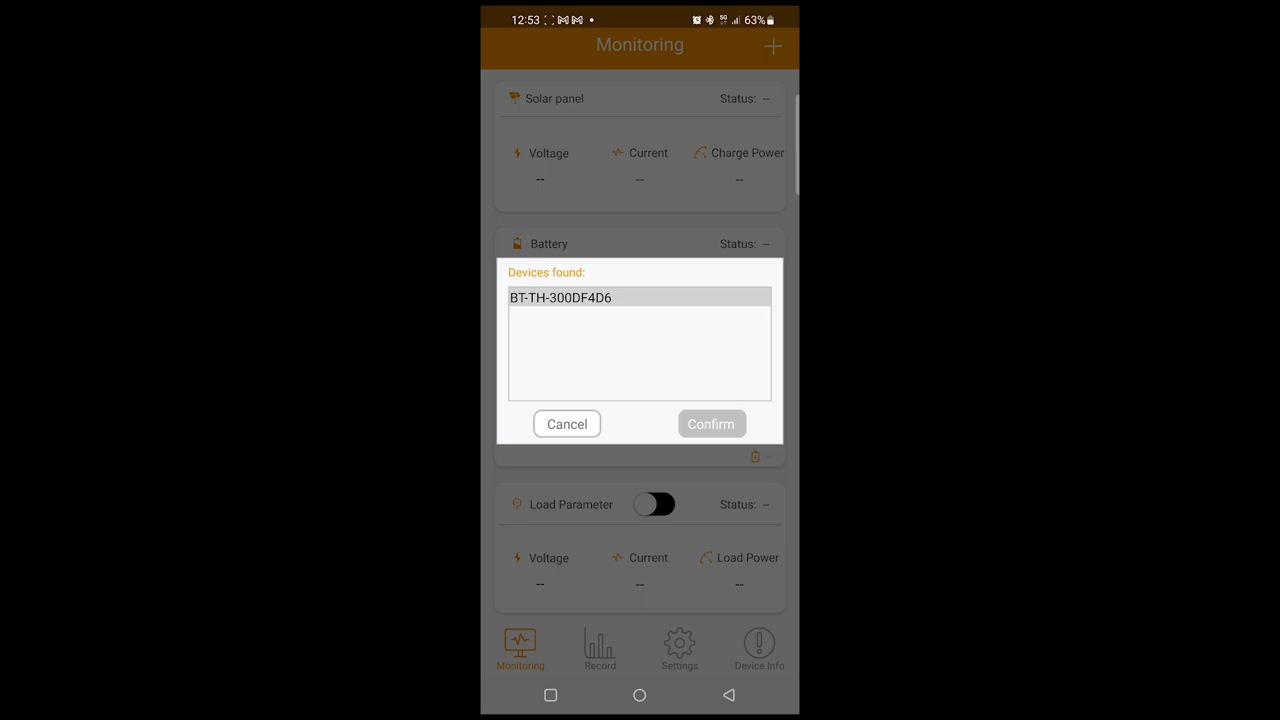 12:53 63%
Monitoring
Solar panel Status: --
Voltage Current Charge Power
-- -- --
Battery Status: --
Devices found:
BT-TH-300DF4D6
Cancel Confirm
--
Load Parameter Status: --
Voltage Current Load Power
-- -- --
Monitoring Record Settings Device Info